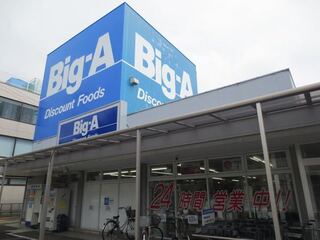 Big-A
Discount Foods
Big-A
Disco
Big-A
24時間営業中!!